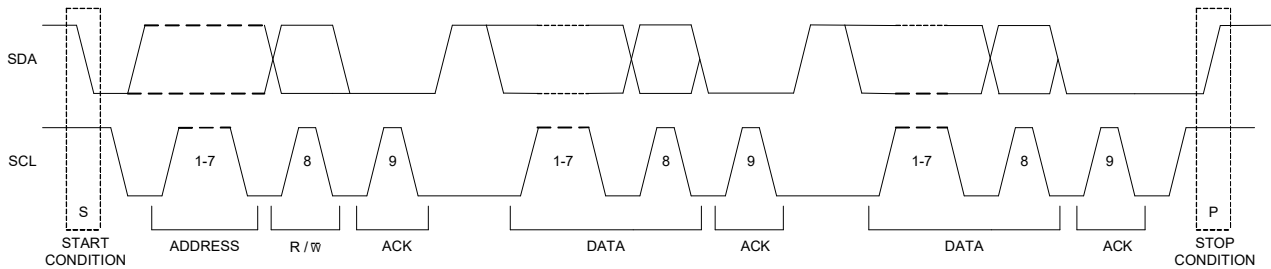 SDA
SCL
1-7
8
9
1-7
8
9
1-7
8
9
S
P
START
CONDITION
ADDRESS
R / W̅
ACK
DATA
ACK
DATA
ACK
STOP
CONDITION